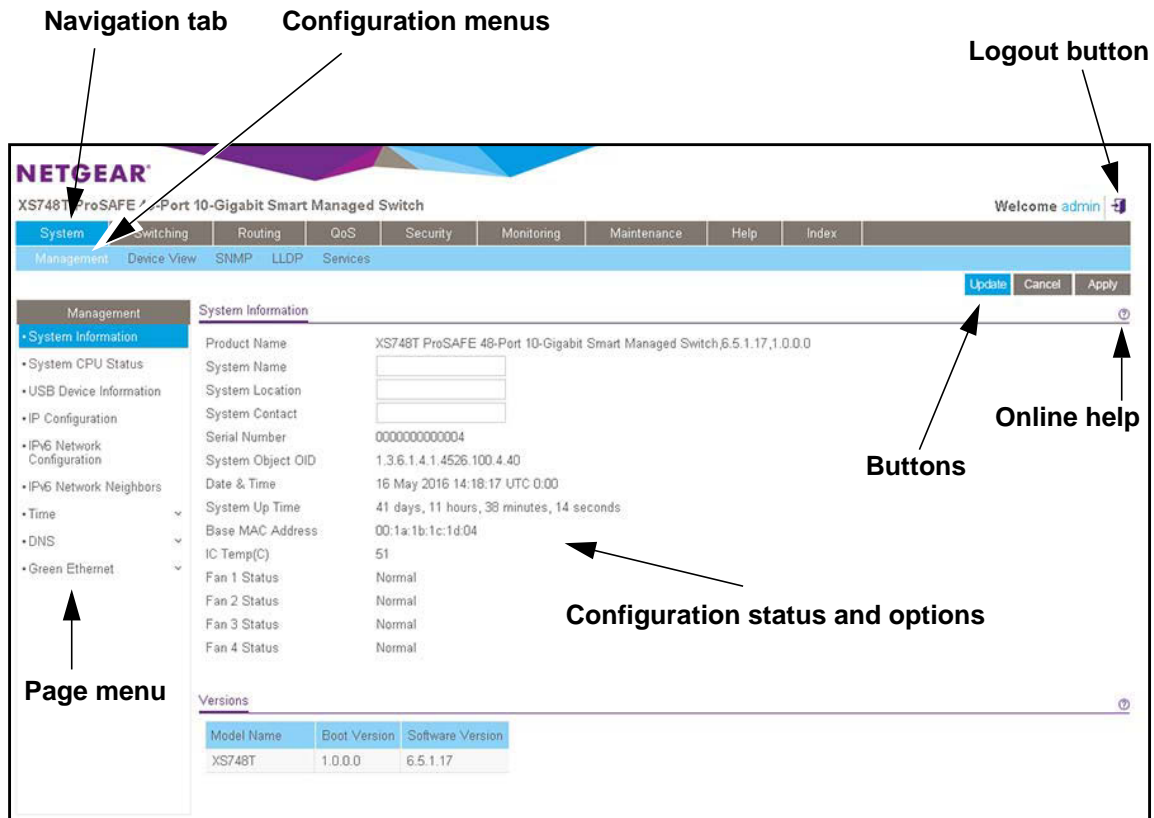 Navigation tab
Configuration menus
Logout button
NETGEAR®
XS748T ProSAFE 48-Port 10-Gigabit Smart Managed Switch
Welcome admin
System Switching Routing QoS Security Monitoring Maintenance Help Index
Management Device View SNMP LLDP Services
Update Cancel Apply
Management
• System Information
• System CPU Status
• USB Device Information
• IP Configuration
• IPv6 Network
Configuration
• IPv6 Network Neighbors
• Time
• DNS
• Green Ethernet
System Information
Product Name XS748T ProSAFE 48-Port 10-Gigabit Smart Managed Switch,6.5.1.17,1.0.0.0
System Name
System Location
System Contact
Serial Number 0000000000004
System Object OID 1.3.6.1.4.1.4526.100.4.40
Date & Time 16 May 2016 14:18:17 UTC 0:00
System Up Time 41 days, 11 hours, 38 minutes, 14 seconds
Base MAC Address 00:1a:1b:1c:1d:04
IC Temp(C) 51
Fan 1 Status Normal
Fan 2 Status Normal
Fan 3 Status Normal
Fan 4 Status Normal
Online help
Buttons
Configuration status and options
Page menu
Versions
Model Name Boot Version Software Version
XS748T 1.0.0.0 6.5.1.17